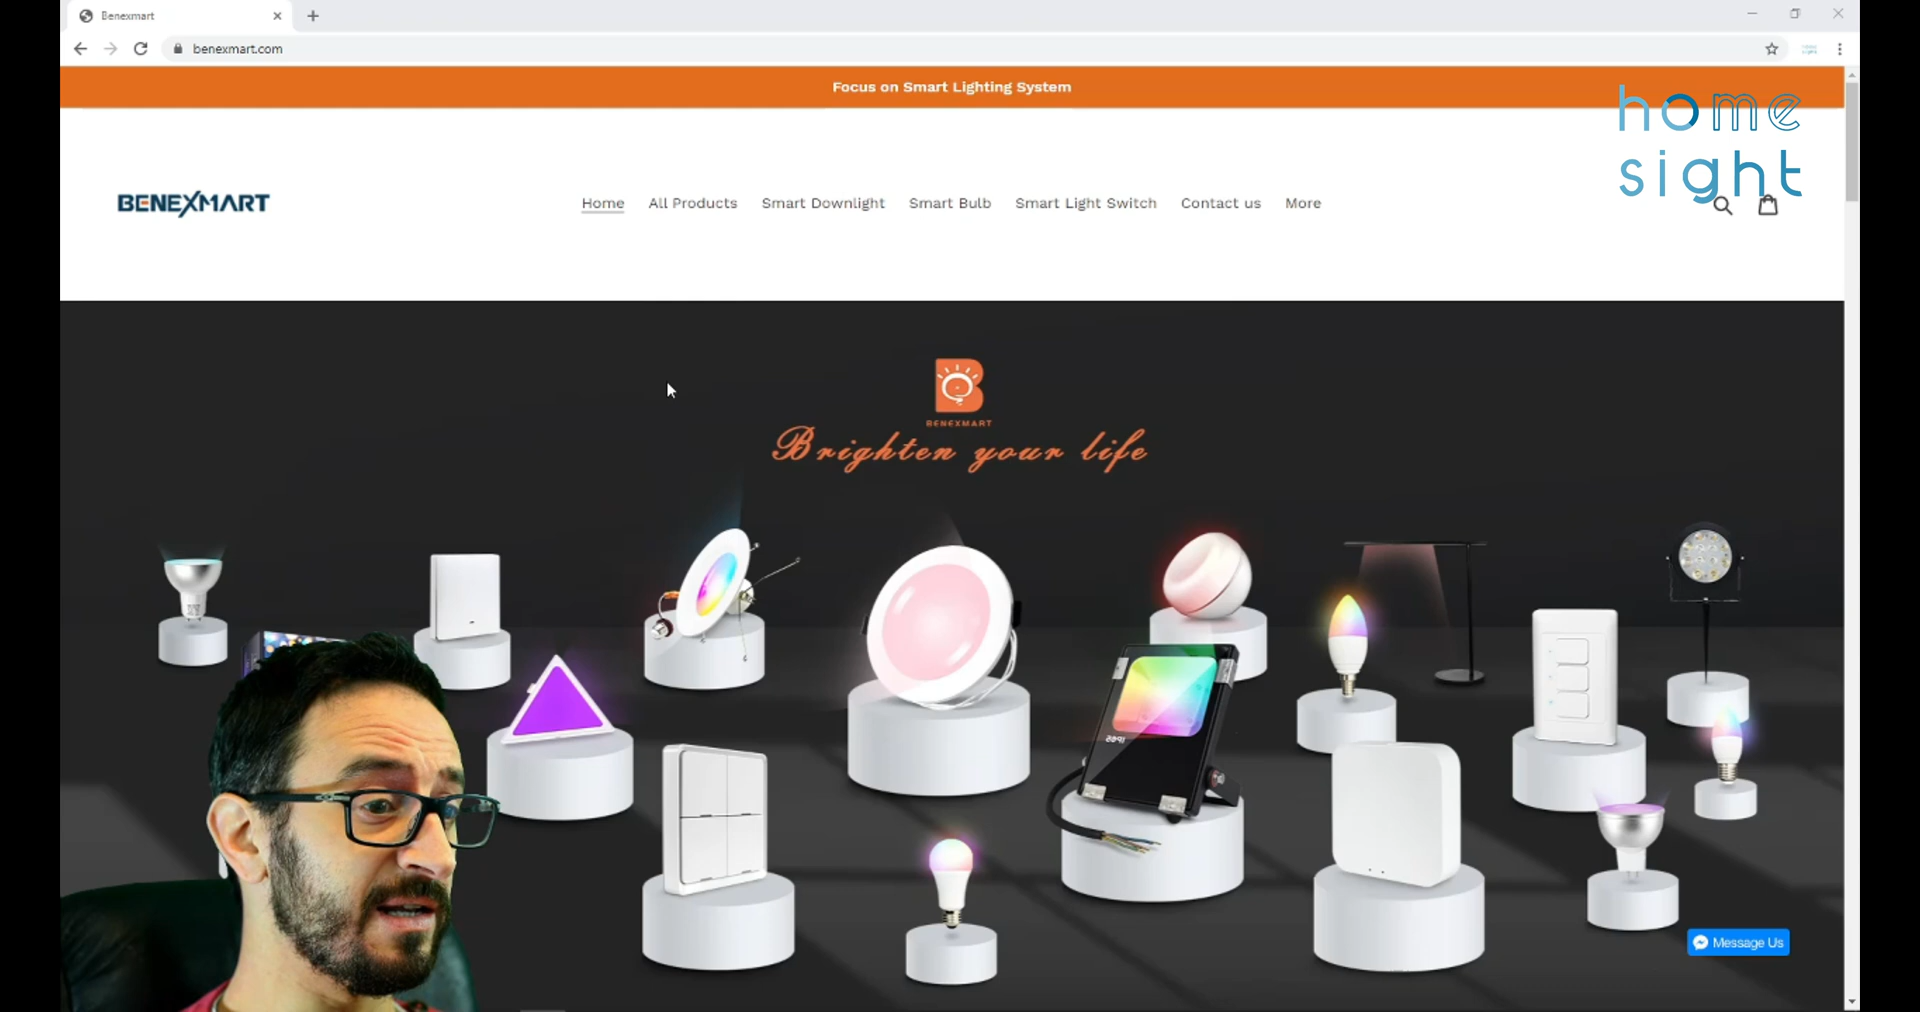 Benexmart
benexmart.com
Focus on Smart Lighting System
home
sight
BENEXMART
Home
All Products
Smart Downlight
Smart Bulb
Smart Light Switch
Contact us
More
BENEXMART
Brighten your life
IP65
Message Us